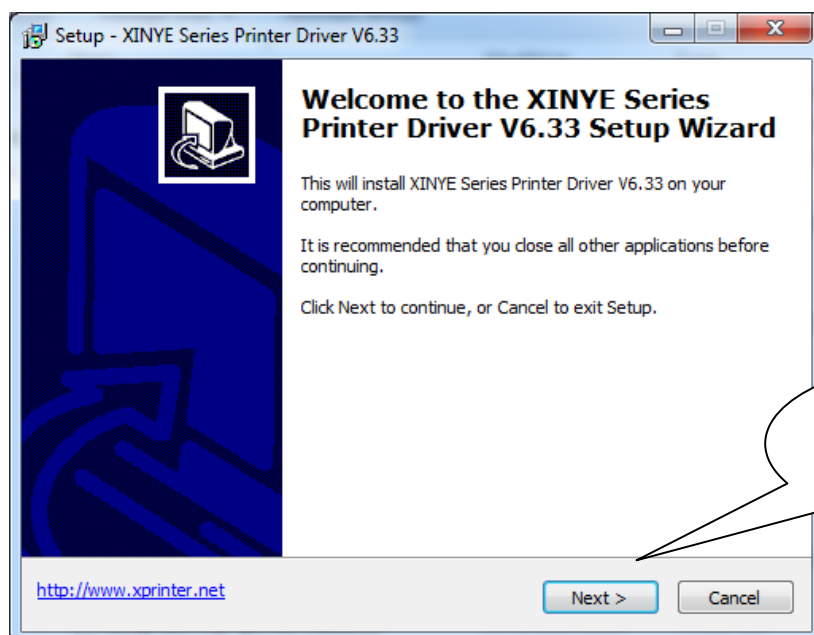 Setup - XINYE Series Printer Driver V6.33
Welcome to the XINYE Series
Printer Driver V6.33 Setup Wizard
This will install XINYE Series Printer Driver V6.33 on your
computer.
It is recommended that you close all other applications before
continuing.
Click Next to continue, or Cancel to exit Setup.
http://www.xprinter.net
Next >
Cancel